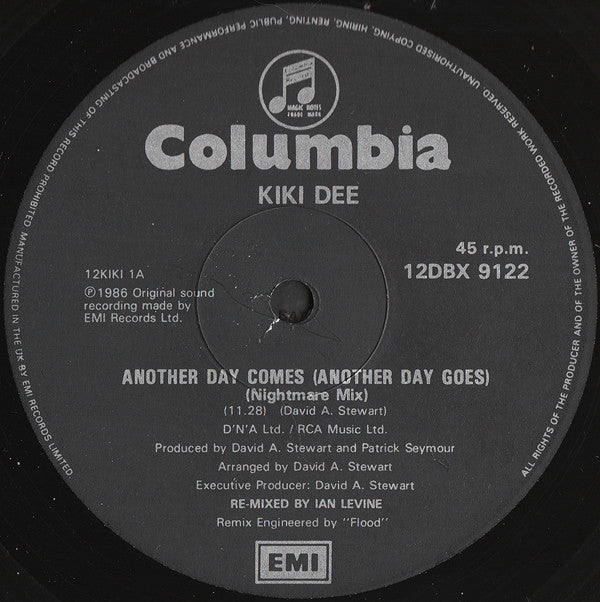 MAGIC NOTES
TRADE MARK
Columbia
KIKI DEE
45 r.p.m.
12DBX 9122
12KIKI 1A
℗1986 Original sound
recording made by
EMI Records Ltd.
ANOTHER DAY COMES (ANOTHER DAY GOES)
(Nightmare Mix)
(11.28) (David A. Stewart)
D'N'A Ltd. / RCA Music Ltd.
Produced by David A. Stewart and Patrick Seymour
Arranged by David A. Stewart
Executive Producer: David A. Stewart
RE-MIXED BY IAN LEVINE
Remix Engineered by "Flood"
EMI
ALL RIGHTS OF THE PRODUCER AND OF THE OWNER OF THE RECORDED WORK RESERVED. UNAUTHORISED COPYING, HIRING, RENTING, PUBLIC PERFORMANCE AND BROADCASTING OF THIS RECORD PROHIBITED. MANUFACTURED IN THE UK BY EMI RECORDS LIMITED